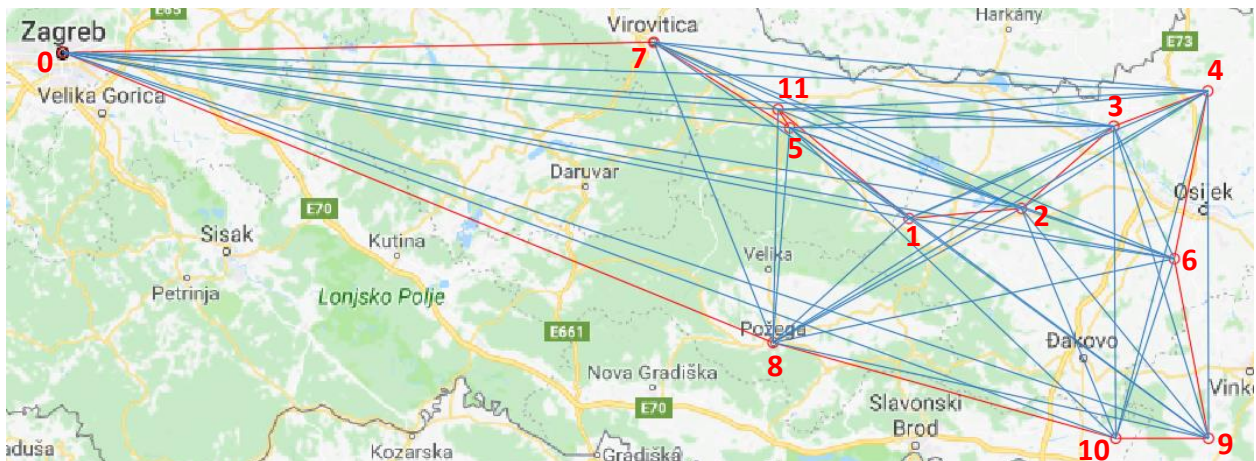 E65
Zagreb
0
Velika Gorica
Virovitica
7
Harkány
E73
4
11
3
5
Daruvar
Osijek
E70
Sisak
Kutina
1
2
Velika
6
Petrinja
Lonjsko Polje
E661
Požega
8
Đakovo
Nova Gradiška
E70
Slavonski
Brod
Vinko
10
9
aduša
Kozarska
Gradiška